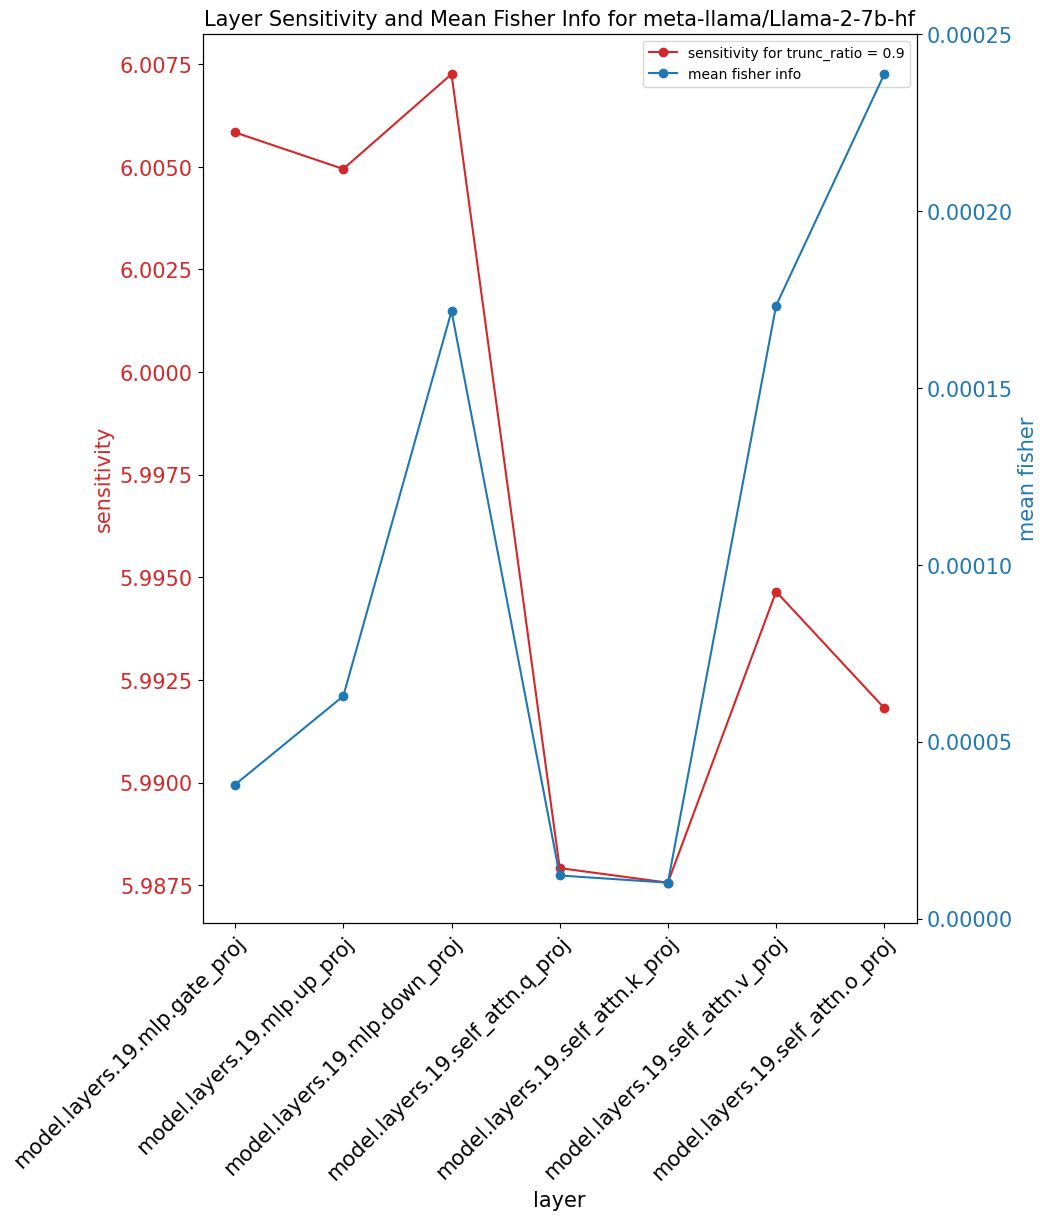 Layer Sensitivity and Mean Fisher Info for meta-llama/Llama-2-7b-hf
sensitivity for trunc_ratio = 0.9
mean fisher info
6.0075
6.0050
6.0025
6.0000
5.9975
5.9950
5.9925
5.9900
5.9875
sensitivity
0.00025
0.00020
0.00015
0.00010
0.00005
0.00000
mean fisher
model.layers.19.mlp.gate_proj
model.layers.19.mlp.up_proj
model.layers.19.mlp.down_proj
model.layers.19.self_attn.q_proj
model.layers.19.self_attn.k_proj
model.layers.19.self_attn.v_proj
model.layers.19.self_attn.o_proj
layer